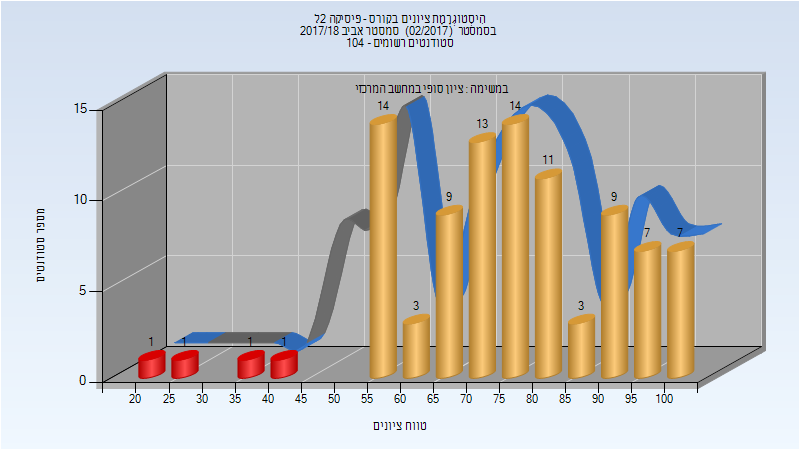 היסטוגרמת ציונים בקורס - פיסיקה 2ל
בסמסטר (02/2017) סמסטר אביב 2017/18
סטודנטים רשומים - 104
במשימה : ציון סופי במחשב המרכזי
מספר סטודנטים
15
10
5
0
1 1 1 1 14 3 9 13 14 11 3 9 7 7
20 25 30 35 40 45 50 55 60 65 70 75 80 85 90 95 100
טווח ציונים